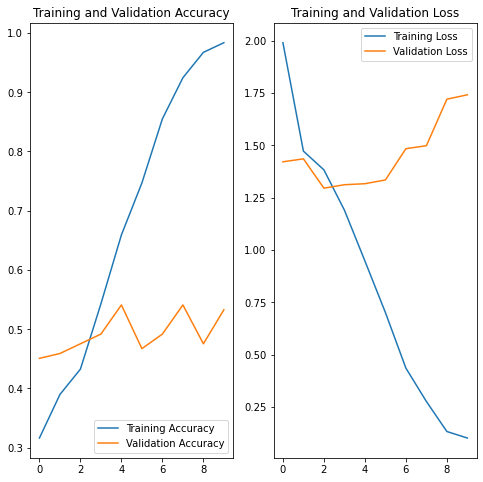 Training and Validation Accuracy
1.0
0.9
0.8
0.7
0.6
0.5
0.4
0.3
0 2 4 6 8
Training Accuracy
Validation Accuracy
Training and Validation Loss
2.00
1.75
1.50
1.25
1.00
0.75
0.50
0.25
0 2 4 6 8
Training Loss
Validation Loss